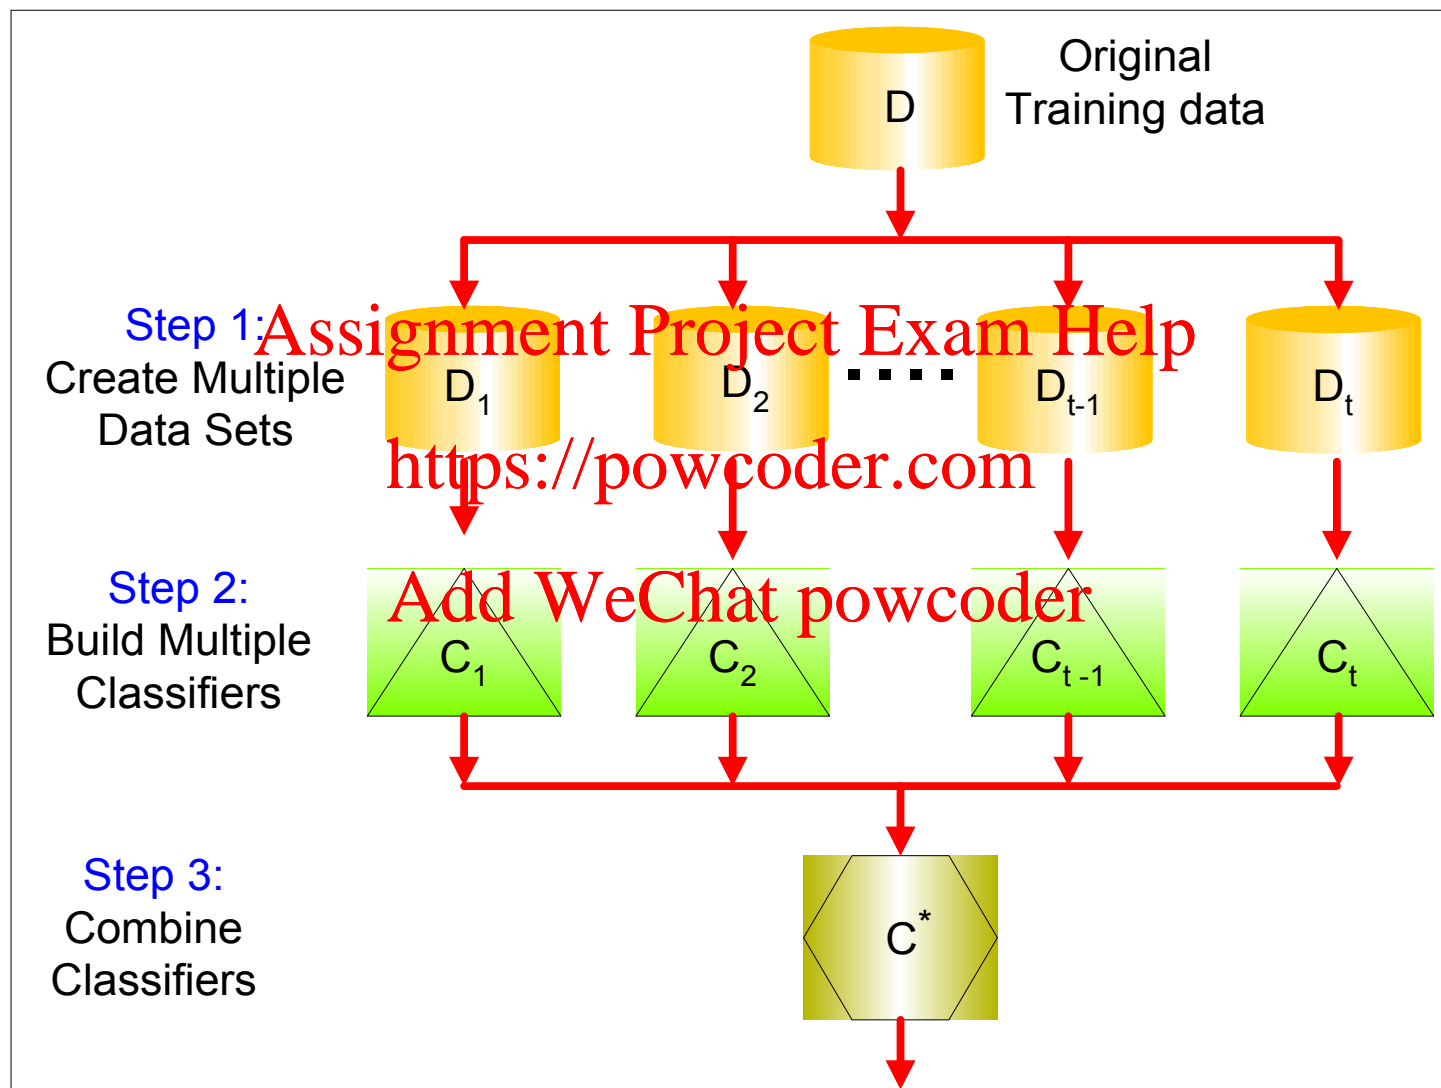 Original
Training data
D
Step 1:
Create Multiple
Data Sets
Assignment Project Exam Help
D1
D2
Dt-1
Dt
https://powcoder.com
Step 2:
Build Multiple
Classifiers
Add WeChat powcoder
C1
C2
Ct -1
Ct
Step 3:
Combine
Classifiers
C*